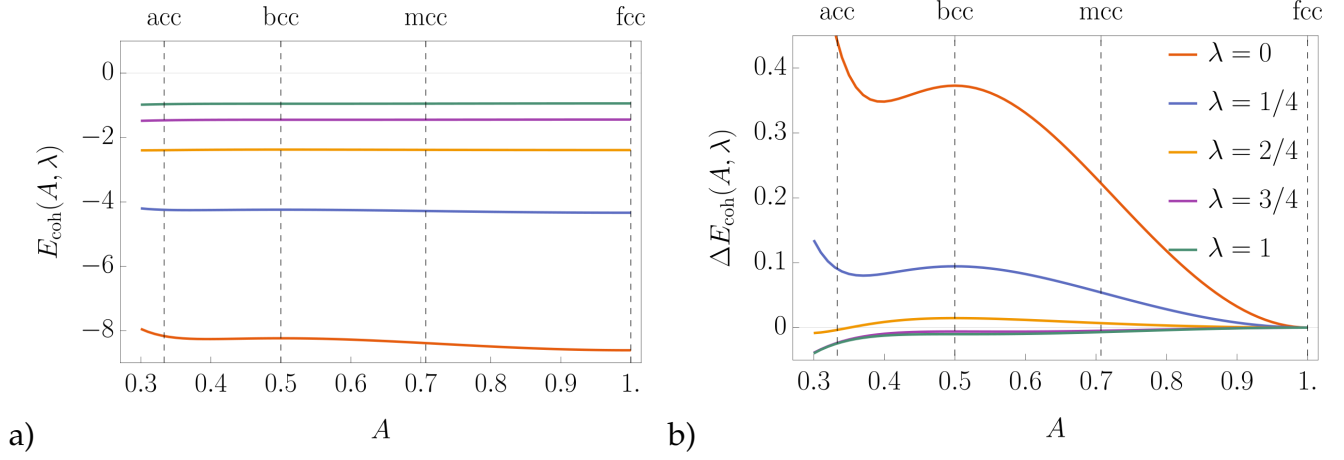 acc bcc mcc fcc
0
−2
−4
−6
−8
E_coh(A, λ)
0.3 0.4 0.5 0.6 0.7 0.8 0.9 1.
A
a)
acc bcc mcc fcc
0.4
0.3
0.2
0.1
0
ΔE_coh(A, λ)
λ = 0
λ = 1/4
λ = 2/4
λ = 3/4
λ = 1
0.3 0.4 0.5 0.6 0.7 0.8 0.9 1.
A
b)